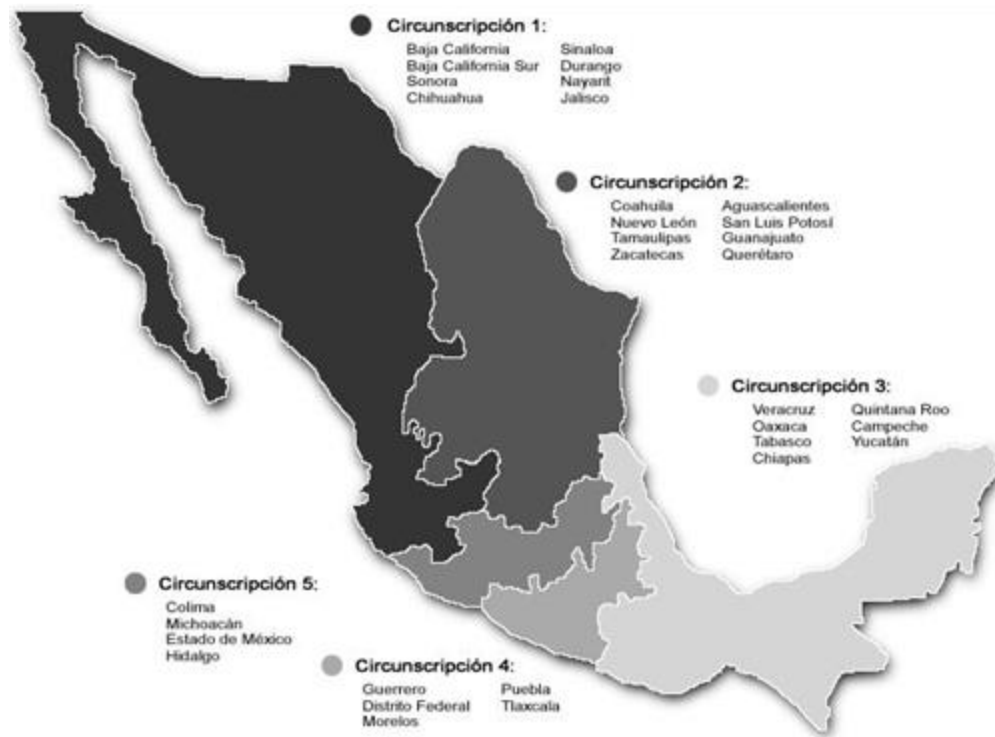 Circunscripción 1:
Baja California Sinaloa
Baja California Sur Durango
Sonora Nayarit
Chihuahua Jalisco
Circunscripción 2:
Coahuila Aguascalientes
Nuevo León San Luis Potosí
Tamaulipas Guanajuato
Zacatecas Querétaro
Circunscripción 3:
Veracruz Quintana Roo
Oaxaca Campeche
Tabasco Yucatán
Chiapas
Circunscripción 5:
Colima
Michoacán
Estado de México
Hidalgo
Circunscripción 4:
Guerrero Puebla
Distrito Federal Tlaxcala
Morelos